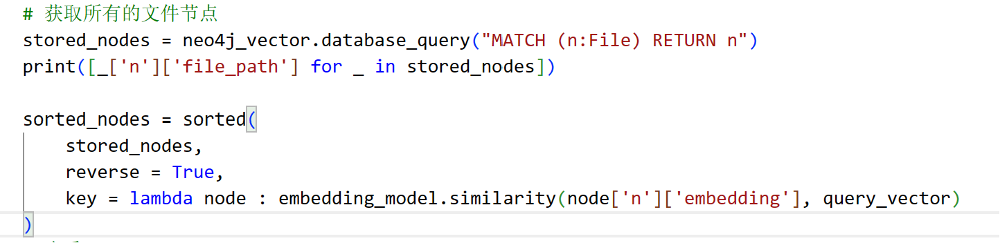 # 获取所有的文件节点
stored_nodes = neo4j_vector.database_query("MATCH (n:File) RETURN n")
print([_['n']['file_path'] for _ in stored_nodes])
sorted_nodes = sorted(
    stored_nodes,
    reverse = True,
    key = lambda node : embedding_model.similarity(node['n']['embedding'], query_vector)
)